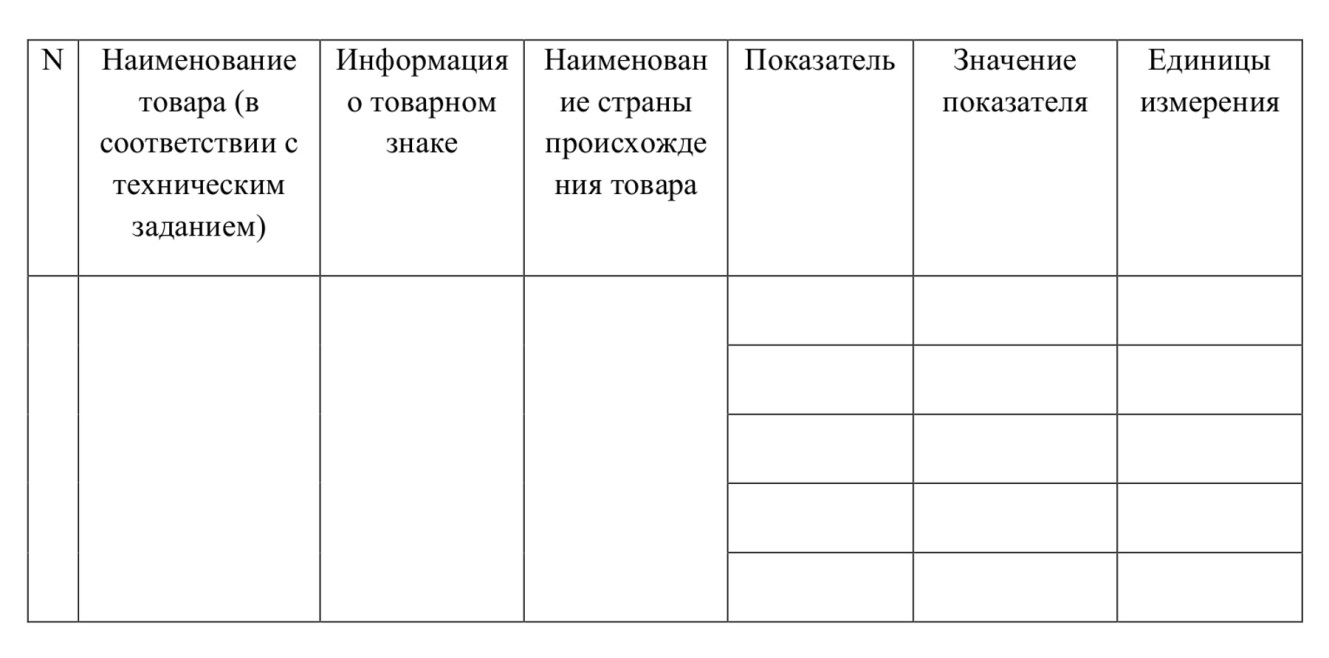 N
Наименование
товара (в
соответствии с
техническим
заданием)
Информация
о товарном
знаке
Наименован
ие страны
происхожде
ния товара
Показатель
Значение
показателя
Единицы
измерения